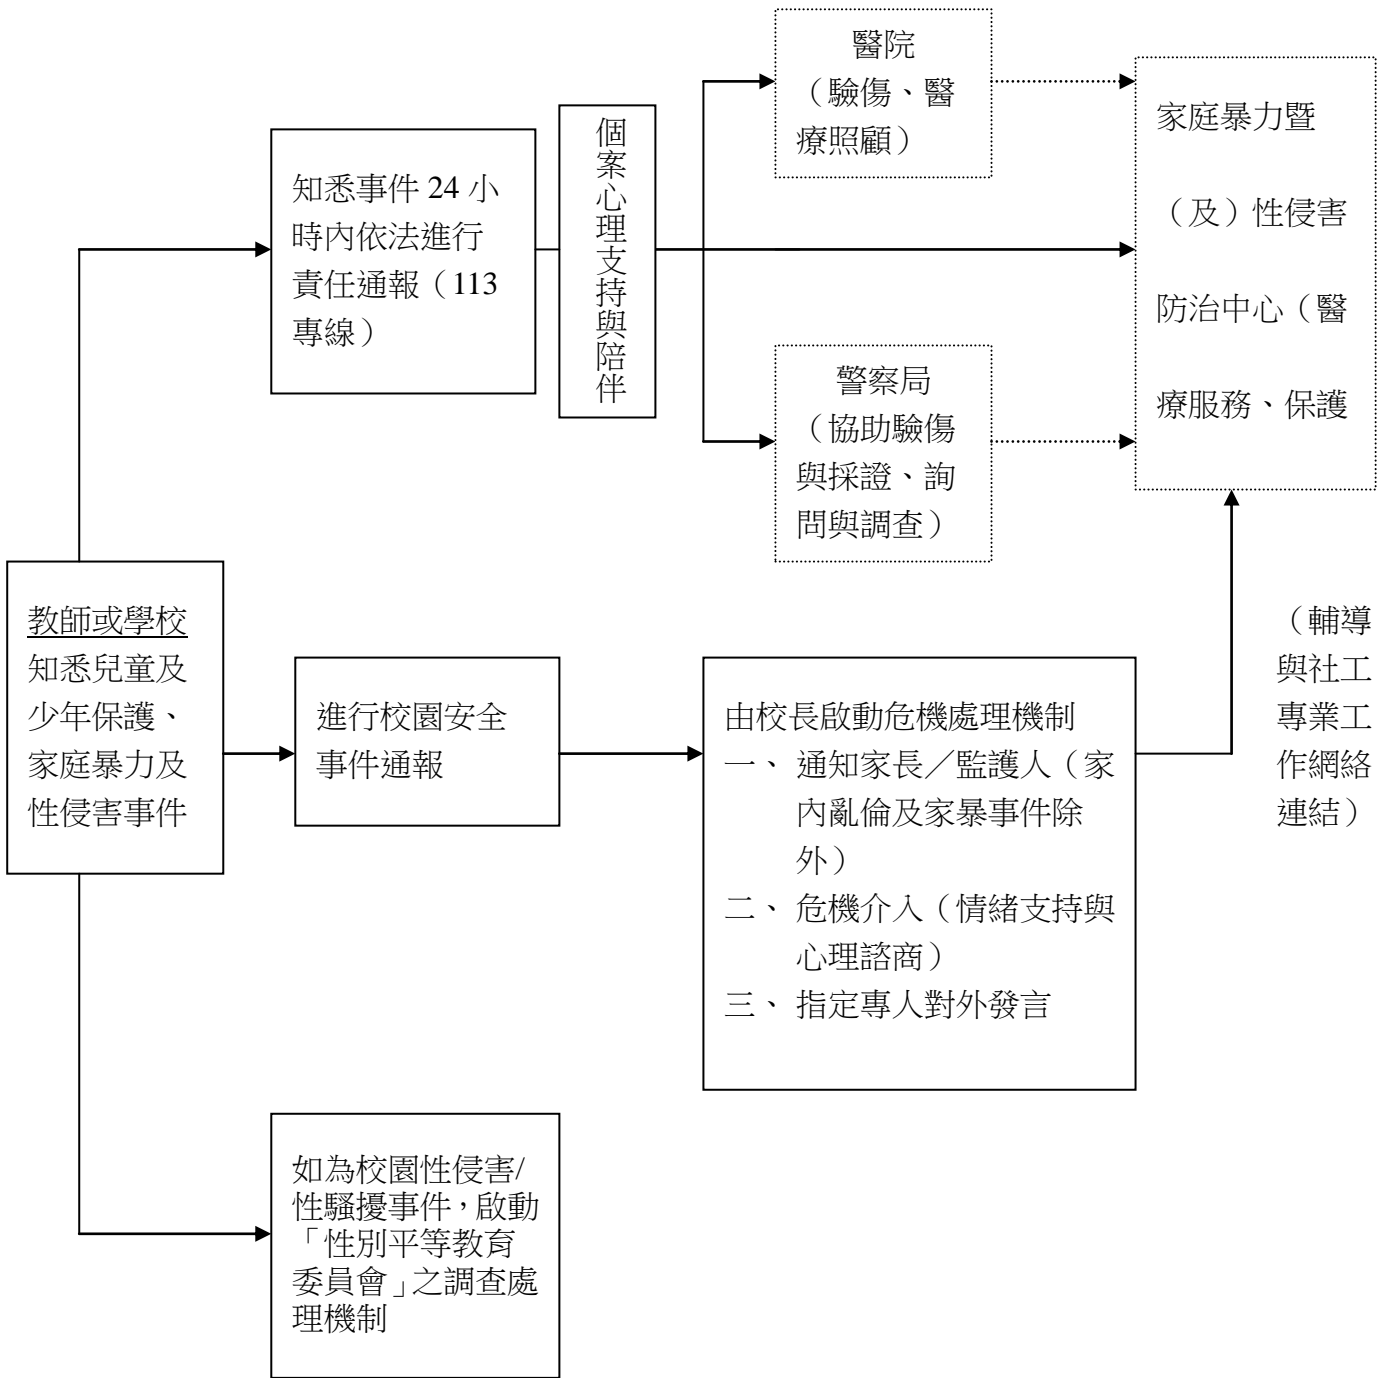 醫院
（驗傷、醫
療照顧）
家庭暴力暨
（及）性侵害
防治中心（醫
療服務、保護
個案心理支持與陪伴
知悉事件 24 小
時內依法進行
責任通報（113
專線）
警察局
（協助驗傷
與採證、詢
問與調查）
教師或學校
知悉兒童及
少年保護、
家庭暴力及
性侵害事件
進行校園安全
事件通報
由校長啟動危機處理機制
一、 通知家長／監護人（家
內亂倫及家暴事件除
外）
二、 危機介入（情緒支持與
心理諮商）
三、 指定專人對外發言
（輔導
與社工
專業工
作網絡
連結）
如為校園性侵害/
性騷擾事件，啟動
「性別平等教育
委員會」之調查處
理機制